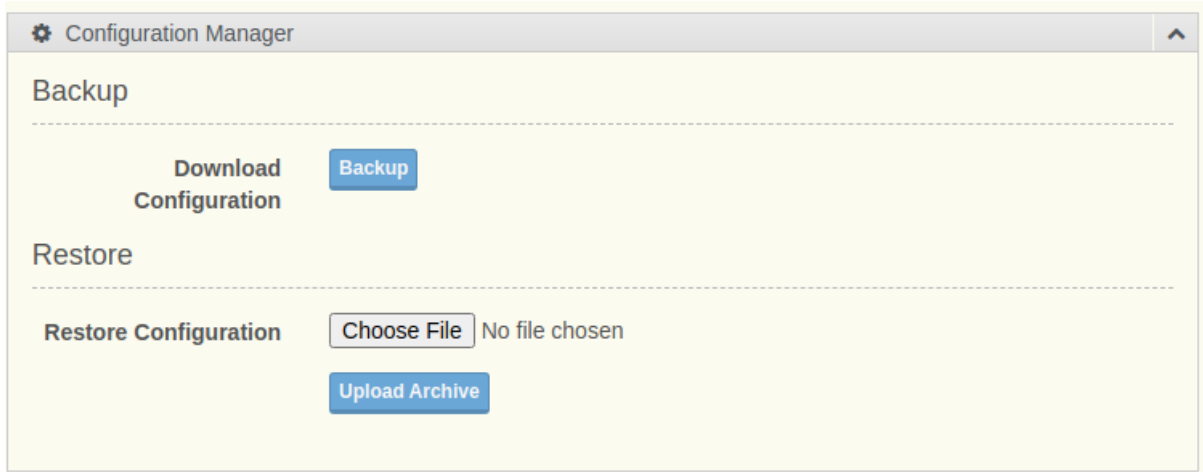 Configuration Manager
Backup
Download Backup
Configuration
Restore
Restore Configuration Choose File No file chosen
Upload Archive